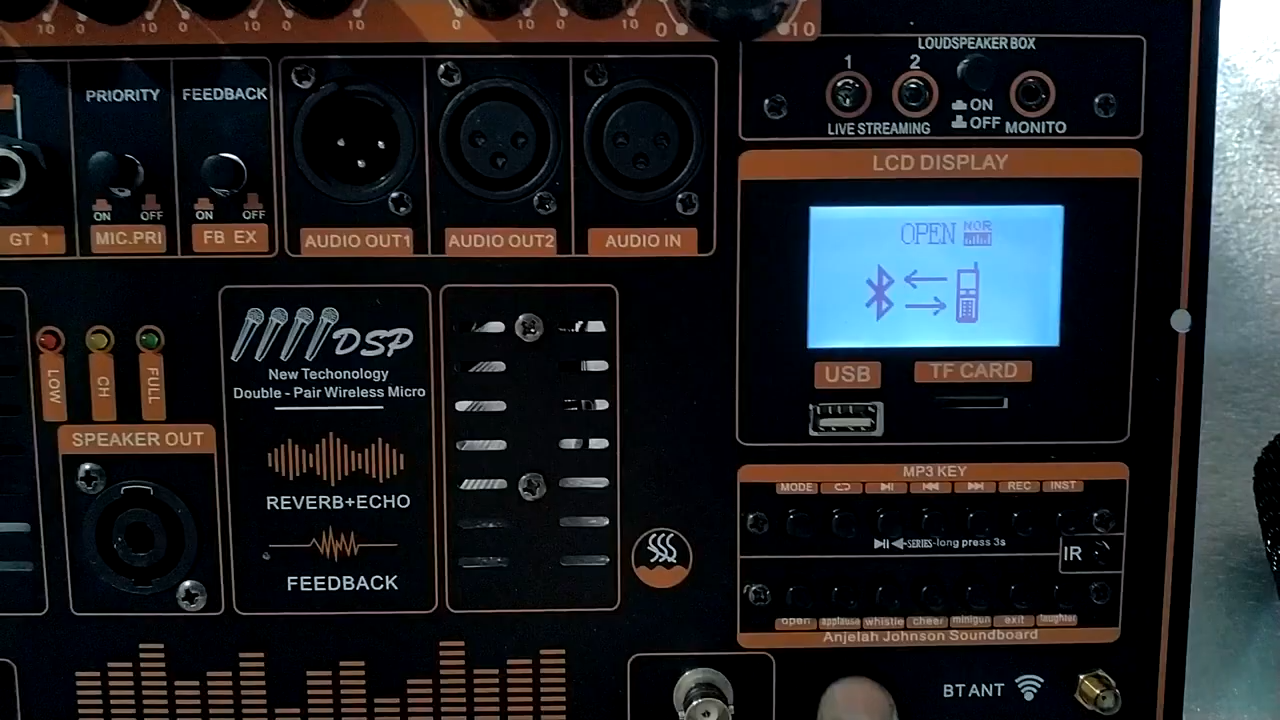 10 0 10 0 10 0 10 0 10 0 10
PRIORITY
FEEDBACK
ON OFF
ON OFF
GT 1
MIC.PRI
FB EX
AUDIO OUT1
AUDIO OUT2
AUDIO IN
LOUDSPEAKER BOX
1 2
ON
OFF
LIVE STREAMING
MONITO
LCD DISPLAY
OPEN NOR
USB
TF CARD
LOW
CH
FULL
SPEAKER OUT
DSP
New Techonology
Double - Pair Wireless Micro
REVERB+ECHO
FEEDBACK
MP3 KEY
MODE REC INST
SERIES-long press 3s
IR
open applause whistle cheer minigun exit laughter
Anjelah Johnson Soundboard
BT ANT